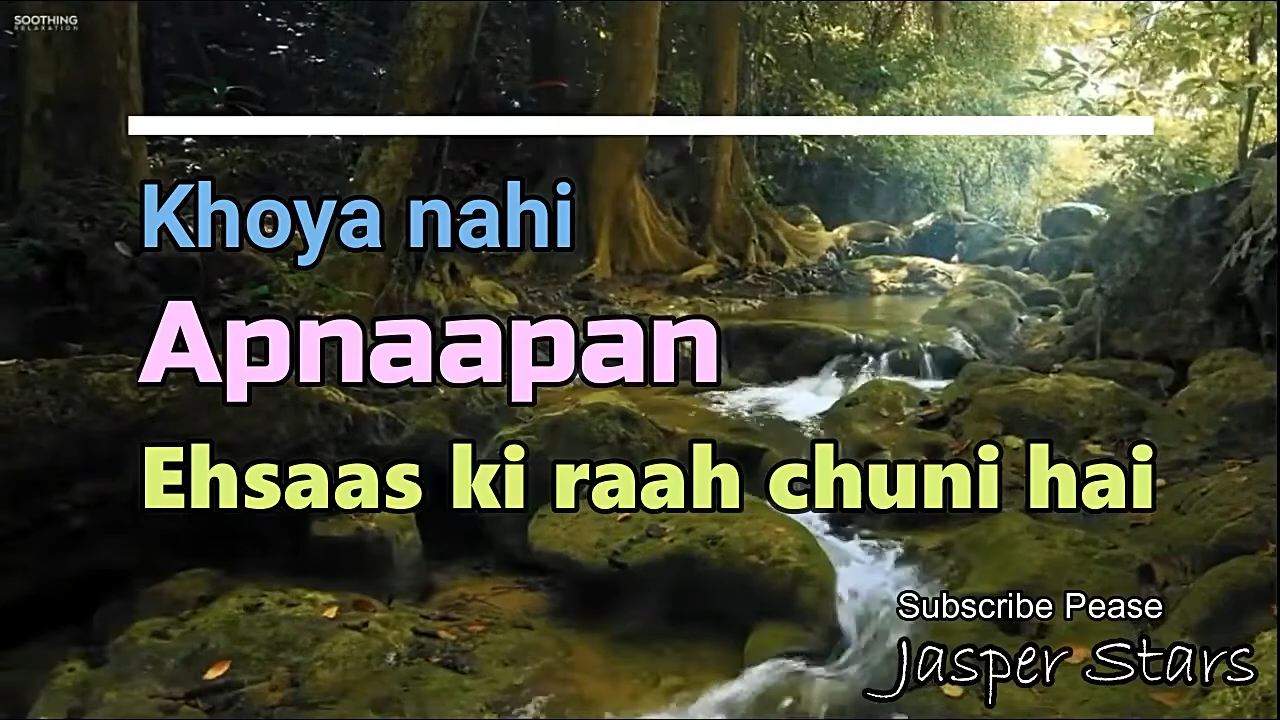 SOOTHING
RELAXATION
Khoya nahi
Apnaapan
Ehsaas ki raah chuni hai
Subscribe Pease
Jasper Stars